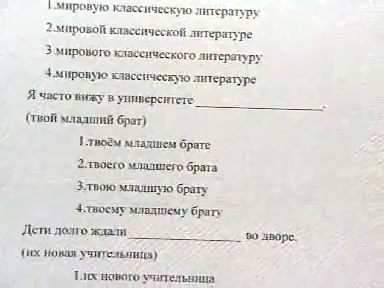 1.мировую классическую литературу
2.мировой классической литературе
3.мирового классического литературу
4.мировую классическую литературе
Я часто вижу в университете ____________________.
(твой младший брат)
1.твоём младшем брате
2.твоего младшего брата
3.твою младшую брату
4.твоему младшему брату
Дети долго ждали _________________ во дворе.
(их новая учительница)
1.их нового учительница